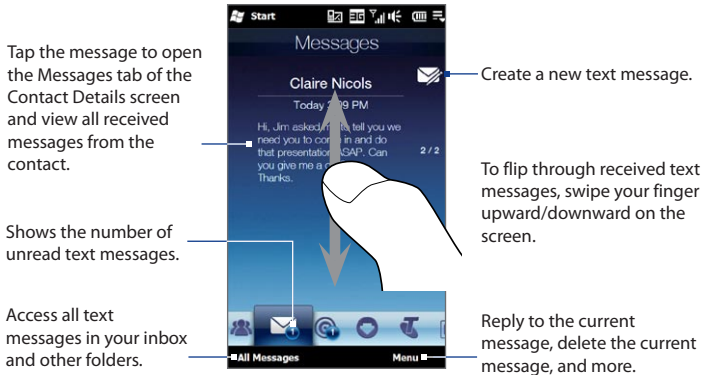 Start
Messages
Claire Nicols
Today
PM
Hi, Jim asked
to tell you we
need you to
in and do
that presentation
ASAP. Can
you give me a
Thanks.
2 / 2
All Messages
Menu
Tap the message to open
the Messages tab of the
Contact Details screen
and view all received
messages from the
contact.
Shows the number of
unread text messages.
Access all text
messages in your inbox
and other folders.
Create a new text message.
To flip through received text
messages, swipe your finger
upward/downward on the
screen.
Reply to the current
message, delete the current
message, and more.